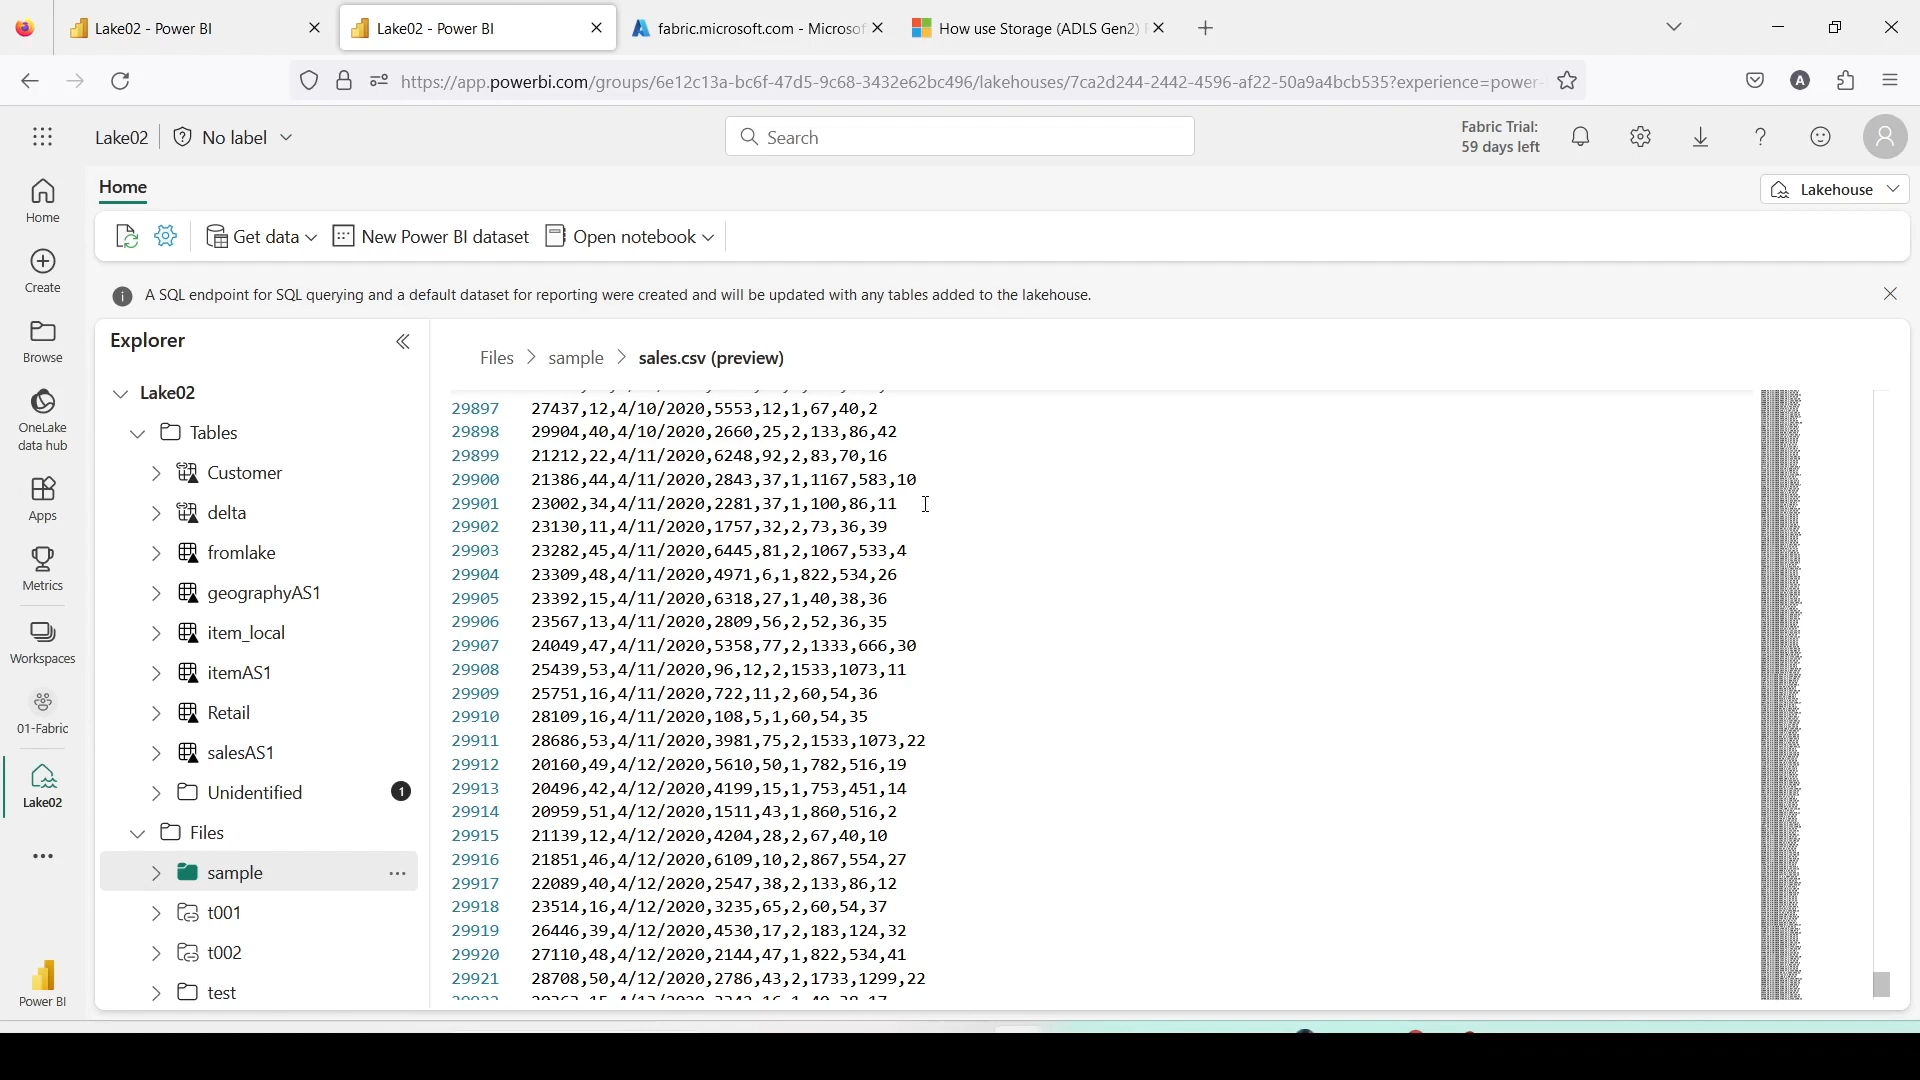 Lake02 - Power BI
Lake02 - Power BI
fabric.microsoft.com - Microsof
How use Storage (ADLS Gen2)
https://app.powerbi.com/groups/6e12c13a-bc6f-47d5-9c68-3432e62bc496/lakehouses/7ca2d244-2442-4596-af22-50a9a4bcb535?experience=power-
A
Lake02
No label
Search
Fabric Trial:
59 days left
Home
Lakehouse
Get data
New Power BI dataset
Open notebook
A SQL endpoint for SQL querying and a default dataset for reporting were created and will be updated with any tables added to the lakehouse.
Home
Create
Browse
OneLake
data hub
Apps
Metrics
Workspaces
01-Fabric
Lake02
Power BI
Explorer
Lake02
Tables
Customer
delta
fromlake
geographyAS1
item_local
itemAS1
Retail
salesAS1
Unidentified 1
Files
sample
t001
t002
test
Files > sample > sales.csv (preview)
29897 27437,12,4/10/2020,5553,12,1,67,40,2
29898 29904,40,4/10/2020,2660,25,2,133,86,42
29899 21212,22,4/11/2020,6248,92,2,83,70,16
29900 21386,44,4/11/2020,2843,37,1,1167,583,10
29901 23002,34,4/11/2020,2281,37,1,100,86,11
29902 23130,11,4/11/2020,1757,32,2,73,36,39
29903 23282,45,4/11/2020,6445,81,2,1067,533,4
29904 23309,48,4/11/2020,4971,6,1,822,534,26
29905 23392,15,4/11/2020,6318,27,1,40,38,36
29906 23567,13,4/11/2020,2809,56,2,52,36,35
29907 24049,47,4/11/2020,5358,77,2,1333,666,30
29908 25439,53,4/11/2020,96,12,2,1533,1073,11
29909 25751,16,4/11/2020,722,11,2,60,54,36
29910 28109,16,4/11/2020,108,5,1,60,54,35
29911 28686,53,4/11/2020,3981,75,2,1533,1073,22
29912 20160,49,4/12/2020,5610,50,1,782,516,19
29913 20496,42,4/12/2020,4199,15,1,753,451,14
29914 20959,51,4/12/2020,1511,43,1,860,516,2
29915 21139,12,4/12/2020,4204,28,2,67,40,10
29916 21851,46,4/12/2020,6109,10,2,867,554,27
29917 22089,40,4/12/2020,2547,38,2,133,86,12
29918 23514,16,4/12/2020,3235,65,2,60,54,37
29919 26446,39,4/12/2020,4530,17,2,183,124,32
29920 27110,48,4/12/2020,2144,47,1,822,534,41
29921 28708,50,4/12/2020,2786,43,2,1733,1299,22